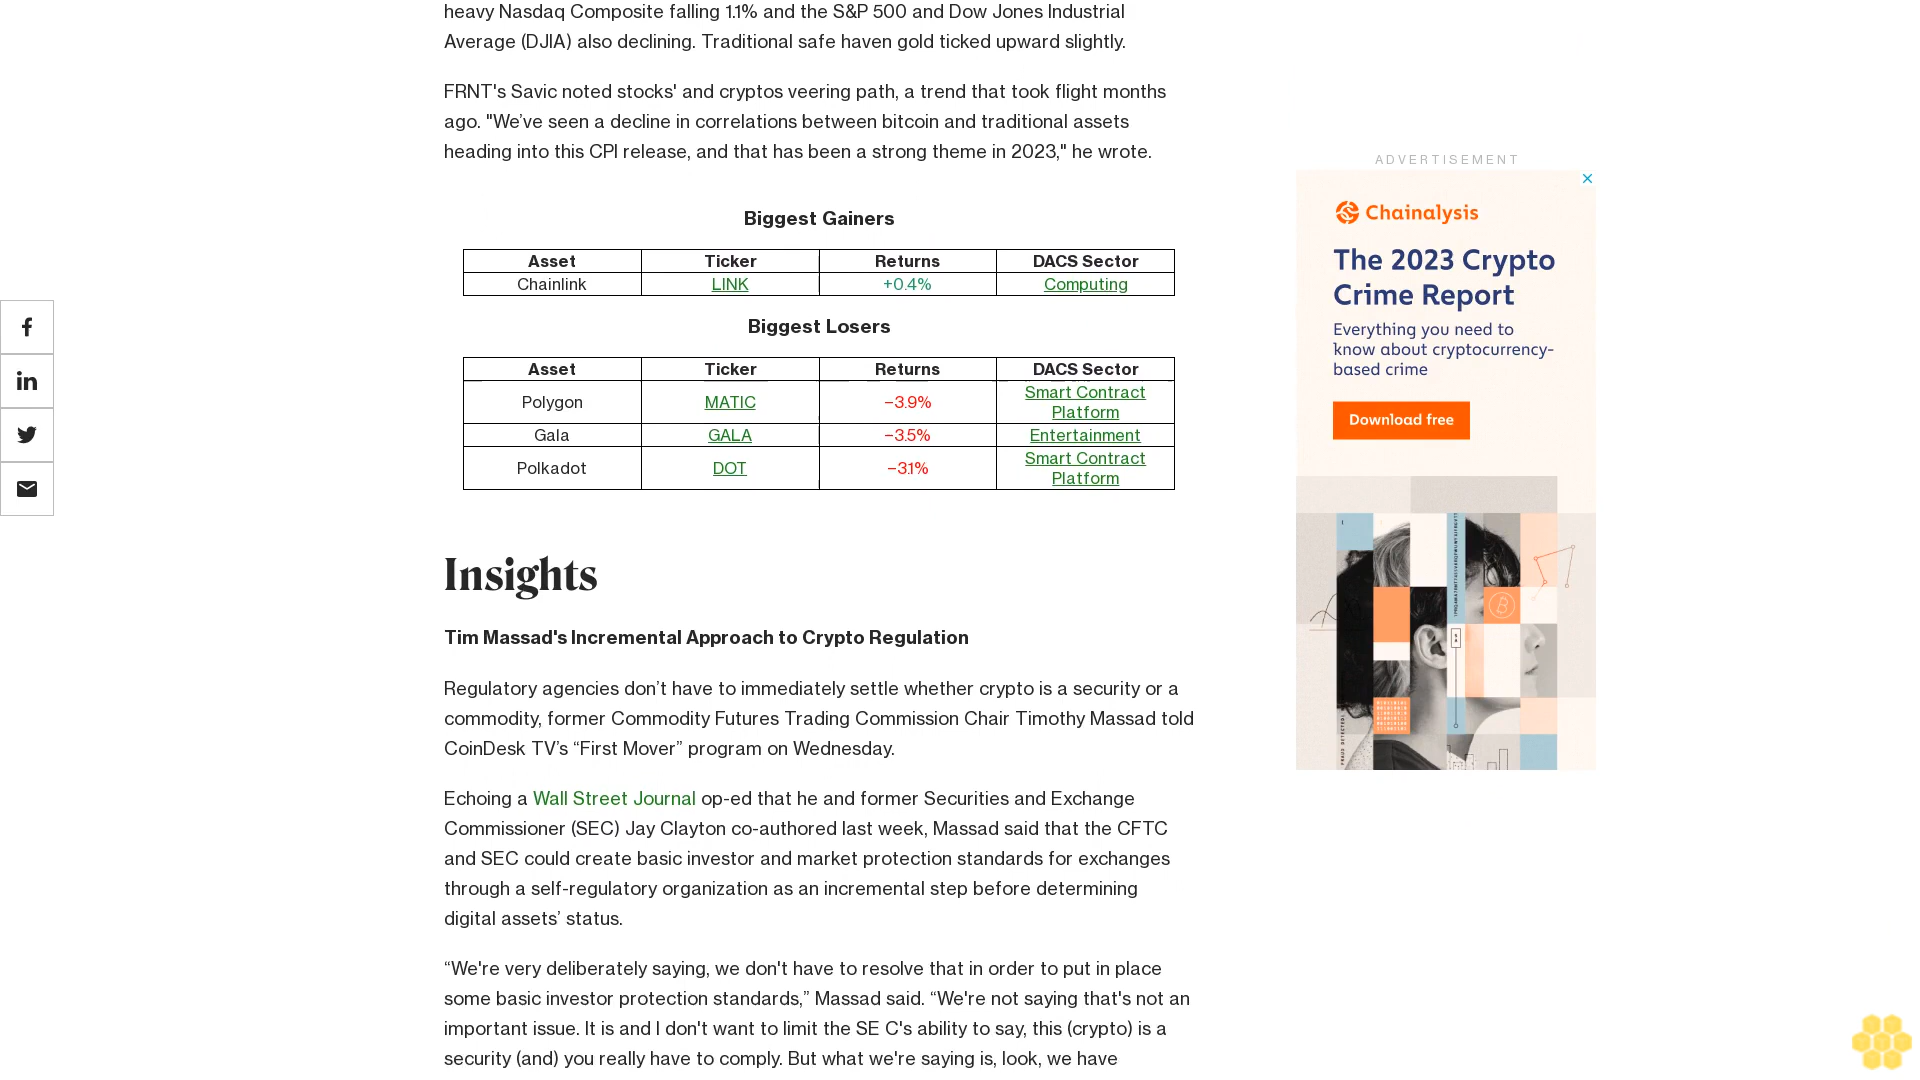 heavy Nasdaq Composite falling 1.1% and the S&P 500 and Dow Jones Industrial
Average (DJIA) also declining. Traditional safe haven gold ticked upward slightly.
FRNT's Savic noted stocks' and cryptos veering path, a trend that took flight months
ago. "We’ve seen a decline in correlations between bitcoin and traditional assets
heading into this CPI release, and that has been a strong theme in 2023," he wrote.
Biggest Gainers
Asset Ticker Returns DACS Sector
Chainlink LINK +0.4% Computing
Biggest Losers
Asset Ticker Returns DACS Sector
Polygon MATIC −3.9% Smart Contract Platform
Gala GALA −3.5% Entertainment
Polkadot DOT −3.1% Smart Contract Platform
Insights
Tim Massad's Incremental Approach to Crypto Regulation
Regulatory agencies don’t have to immediately settle whether crypto is a security or a
commodity, former Commodity Futures Trading Commission Chair Timothy Massad told
CoinDesk TV’s “First Mover” program on Wednesday.
Echoing a Wall Street Journal op-ed that he and former Securities and Exchange
Commissioner (SEC) Jay Clayton co-authored last week, Massad said that the CFTC
and SEC could create basic investor and market protection standards for exchanges
through a self-regulatory organization as an incremental step before determining
digital assets’ status.
“We're very deliberately saying, we don't have to resolve that in order to put in place
some basic investor protection standards,” Massad said. “We're not saying that's not an
important issue. It is and I don't want to limit the SE C's ability to say, this (crypto) is a
security (and) you really have to comply. But what we're saying is, look, we have
ADVERTISEMENT
Chainalysis
The 2023 Crypto
Crime Report
Everything you need to
know about cryptocurrency-
based crime
Download free